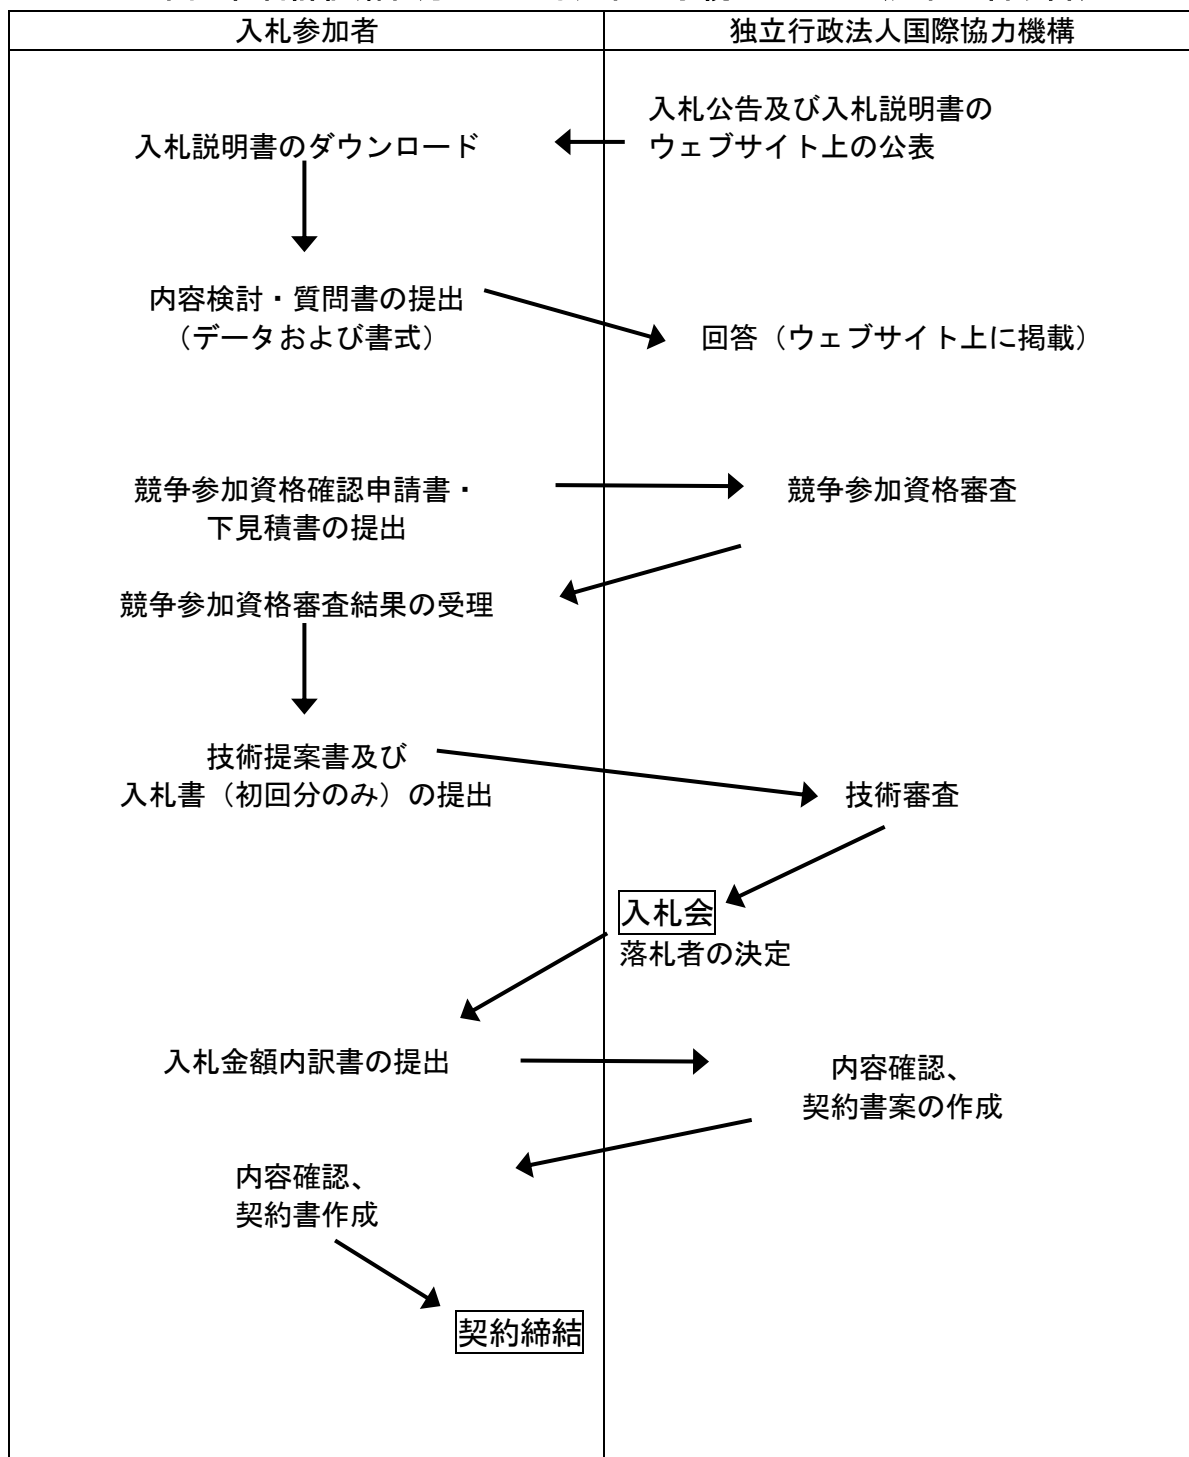 入札参加者
独立行政法人国際協力機構
入札公告及び入札説明書の
ウェブサイト上の公表
入札説明書のダウンロード
内容検討・質問書の提出
（データおよび書式）
回答（ウェブサイト上に掲載）
競争参加資格確認申請書・
下見積書の提出
競争参加資格審査
競争参加資格審査結果の受理
技術提案書及び
入札書（初回分のみ）の提出
技術審査
入札会
落札者の決定
入札金額内訳書の提出
内容確認、
契約書案の作成
内容確認、
契約書作成
契約締結